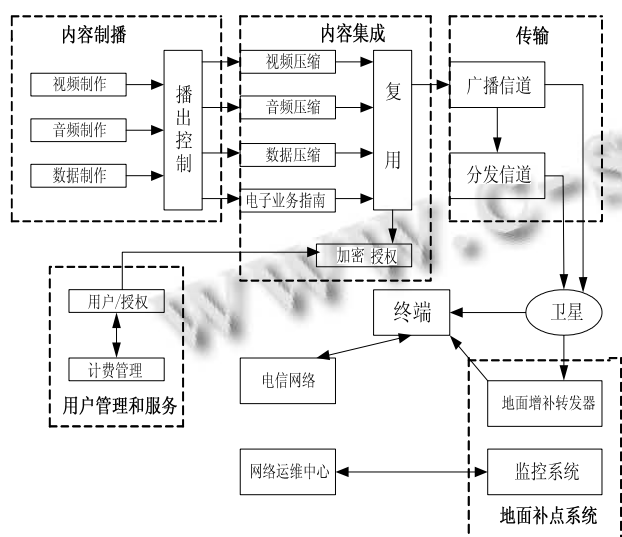 内容制播
内容集成
传输
视频制作
音频制作
数据制作
播出控制
视频压缩
音频压缩
数据压缩
电子业务指南
复用
加密 授权
广播信道
分发信道
用户/授权
计费管理
用户管理和服务
终端
卫星
电信网络
地面增补转发器
网络运维中心
监控系统
地面补点系统
www.c-s